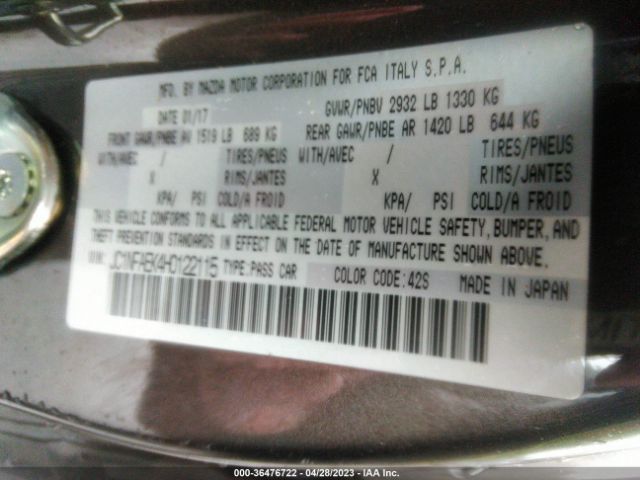 MFD. BY MAZDA MOTOR CORPORATION FOR FCA ITALY S.P.A.
DATE 01/17 GVWR/PNBV 2932 LB 1330 KG
FRONT GAWR/PNBE AV 1519 LB 689 KG REAR GAWR/PNBE AR 1420 LB 644 KG
WITH/AVEC / TIRES/PNEUS WITH/AVEC / TIRES/PNEUS
X RIMS/JANTES X RIMS/JANTES
KPA/ PSI COLD/A FROID KPA/ PSI COLD/A FROID
THIS VEHICLE CONFORMS TO ALL APPLICABLE FEDERAL MOTOR VEHICLE SAFETY, BUMPER, AND
THEFT PREVENTION STANDARDS IN EFFECT ON THE DATE OF MANUFACTURE SHOWN ABOVE.
VIN: JC1NFAEK4H0122115 TYPE:PASS CAR COLOR CODE:42S MADE IN JAPAN
000-36476722 - 04/28/2023 - IAA Inc.